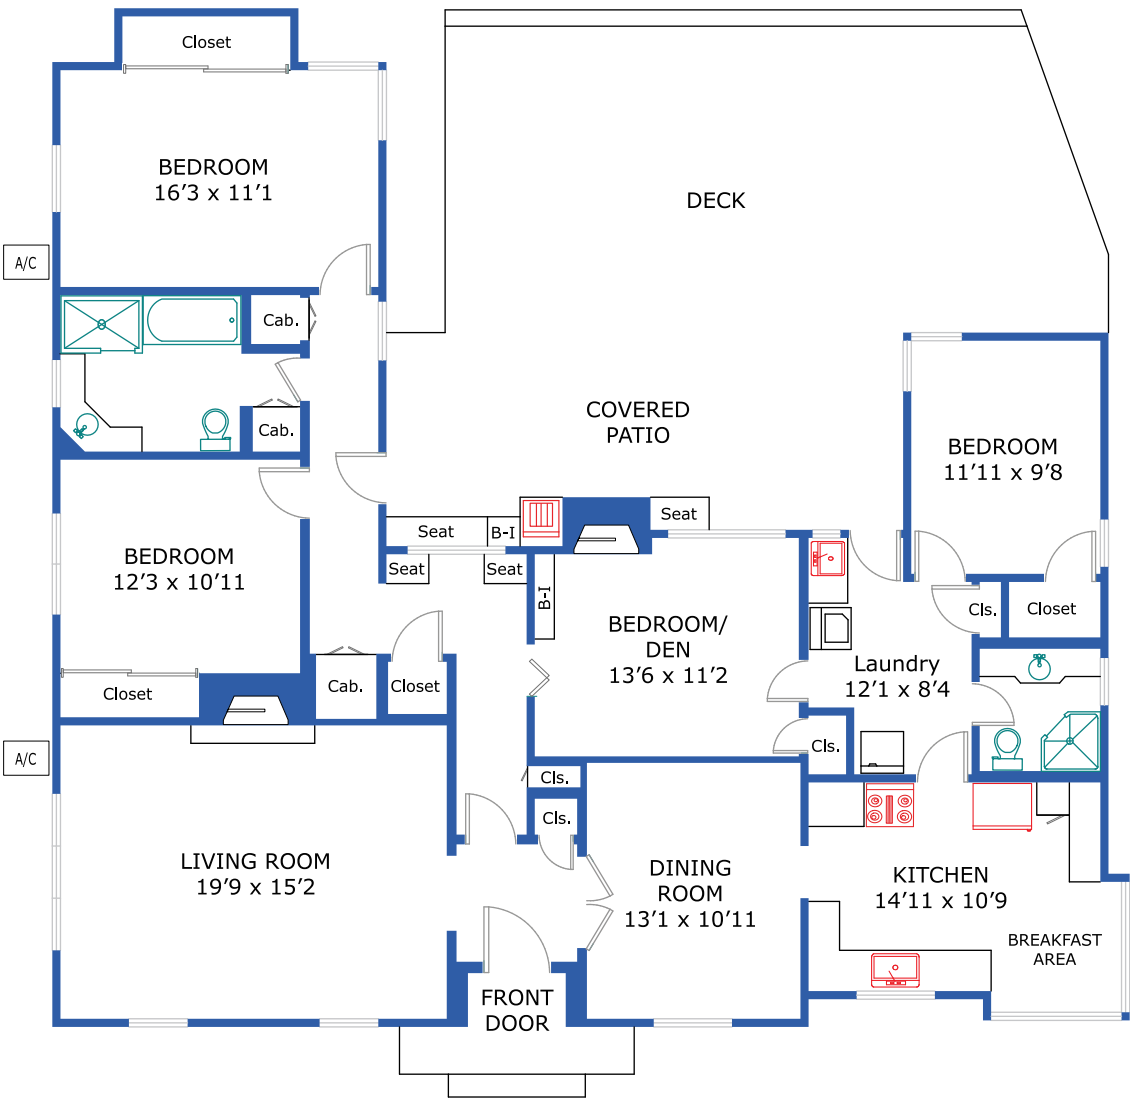 Closet
BEDROOM
16’3 x 11’1
DECK
A/C
Cab.
Cab.
COVERED
PATIO
BEDROOM
11’11 x 9’8
Seat
Seat
B-I
BEDROOM
12’3 x 10’11
Seat
Seat
B-I
Cls.
Closet
BEDROOM/
DEN
13’6 x 11’2
Laundry
12’1 x 8’4
Closet
Cab.
Closet
A/C
Cls.
Cls.
Cls.
LIVING ROOM
19’9 x 15’2
DINING
ROOM
13’1 x 10’11
KITCHEN
14’11 x 10’9
BREAKFAST
AREA
FRONT
DOOR